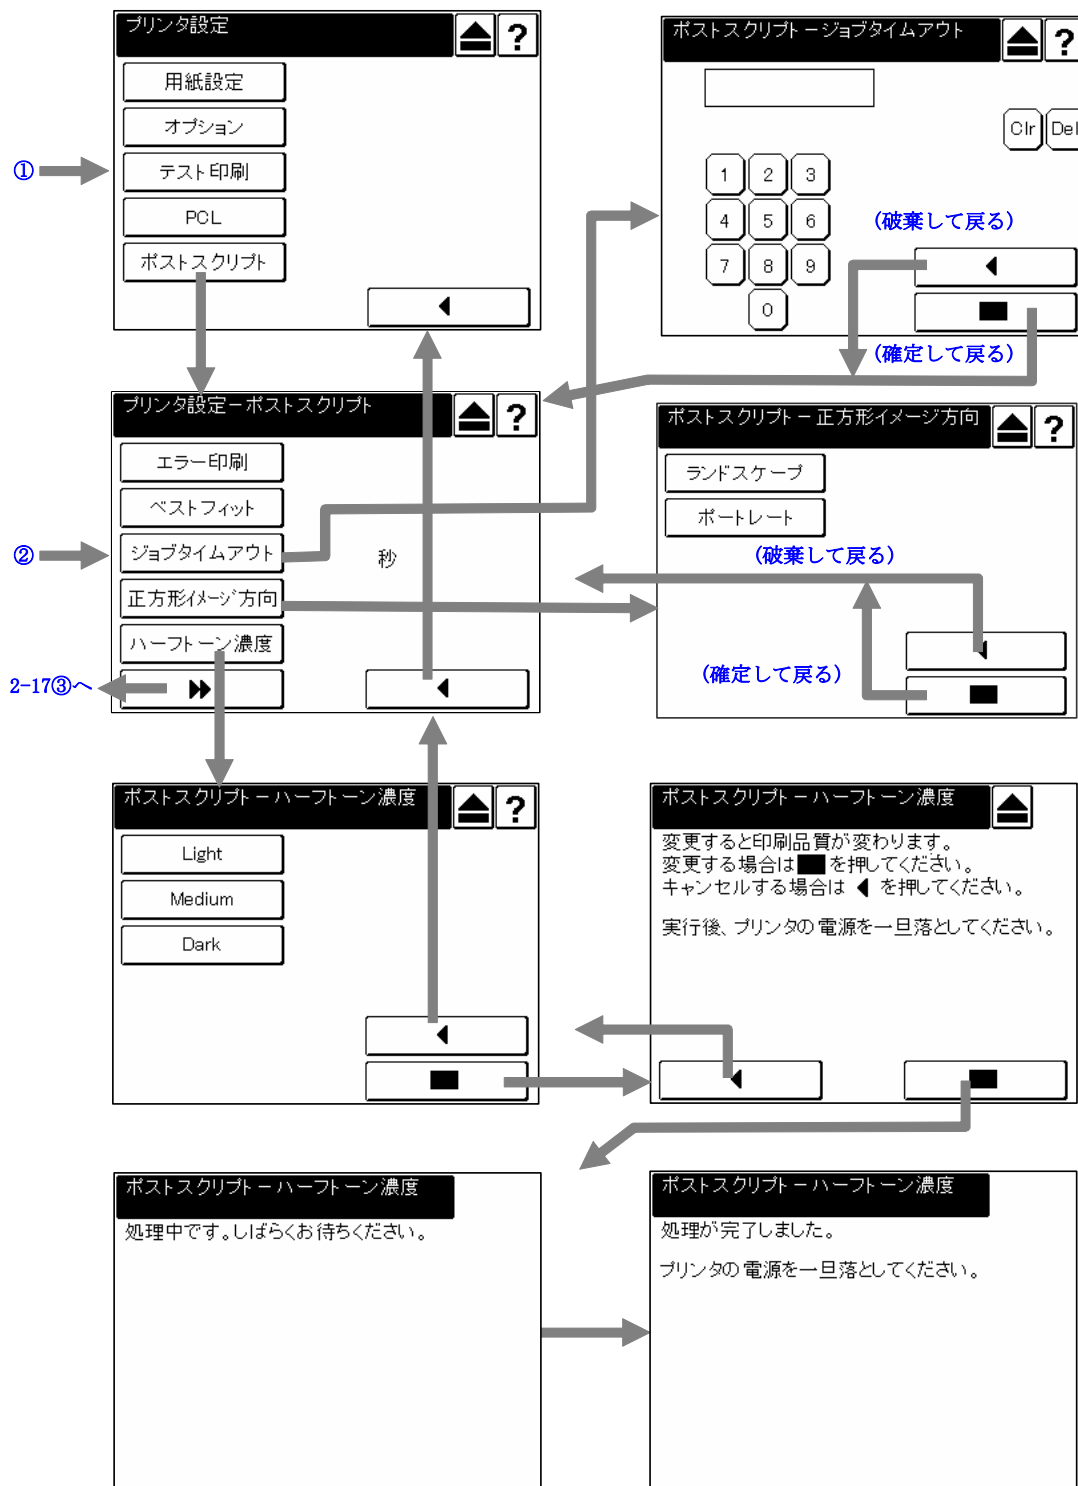 プリンタ設定
?
用紙設定
オプション
テスト印刷
PCL
ポストスクリプト
①
ポストスクリプト－ジョブタイムアウト
?
Clr
Del
1
2
3
4
5
6
7
8
9
0
(破棄して戻る)
(確定して戻る)
プリンタ設定－ポストスクリプト
?
エラー印刷
ベストフィット
ジョブタイムアウト
秒
正方形イメージ方向
ハーフトーン濃度
②
2-17③へ
ポストスクリプト－正方形イメージ方向
?
ランドスケープ
ポートレート
(破棄して戻る)
(確定して戻る)
ポストスクリプト－ハーフトーン濃度
?
Light
Medium
Dark
ポストスクリプト－ハーフトーン濃度
変更すると印刷品質が変わります。
変更する場合は■を押してください。
キャンセルする場合は◀を押してください。
実行後、プリンタの電源を一旦落としてください。
ポストスクリプト－ハーフトーン濃度
処理中です。しばらくお待ちください。
ポストスクリプト－ハーフトーン濃度
処理が完了しました。
プリンタの電源を一旦落としてください。